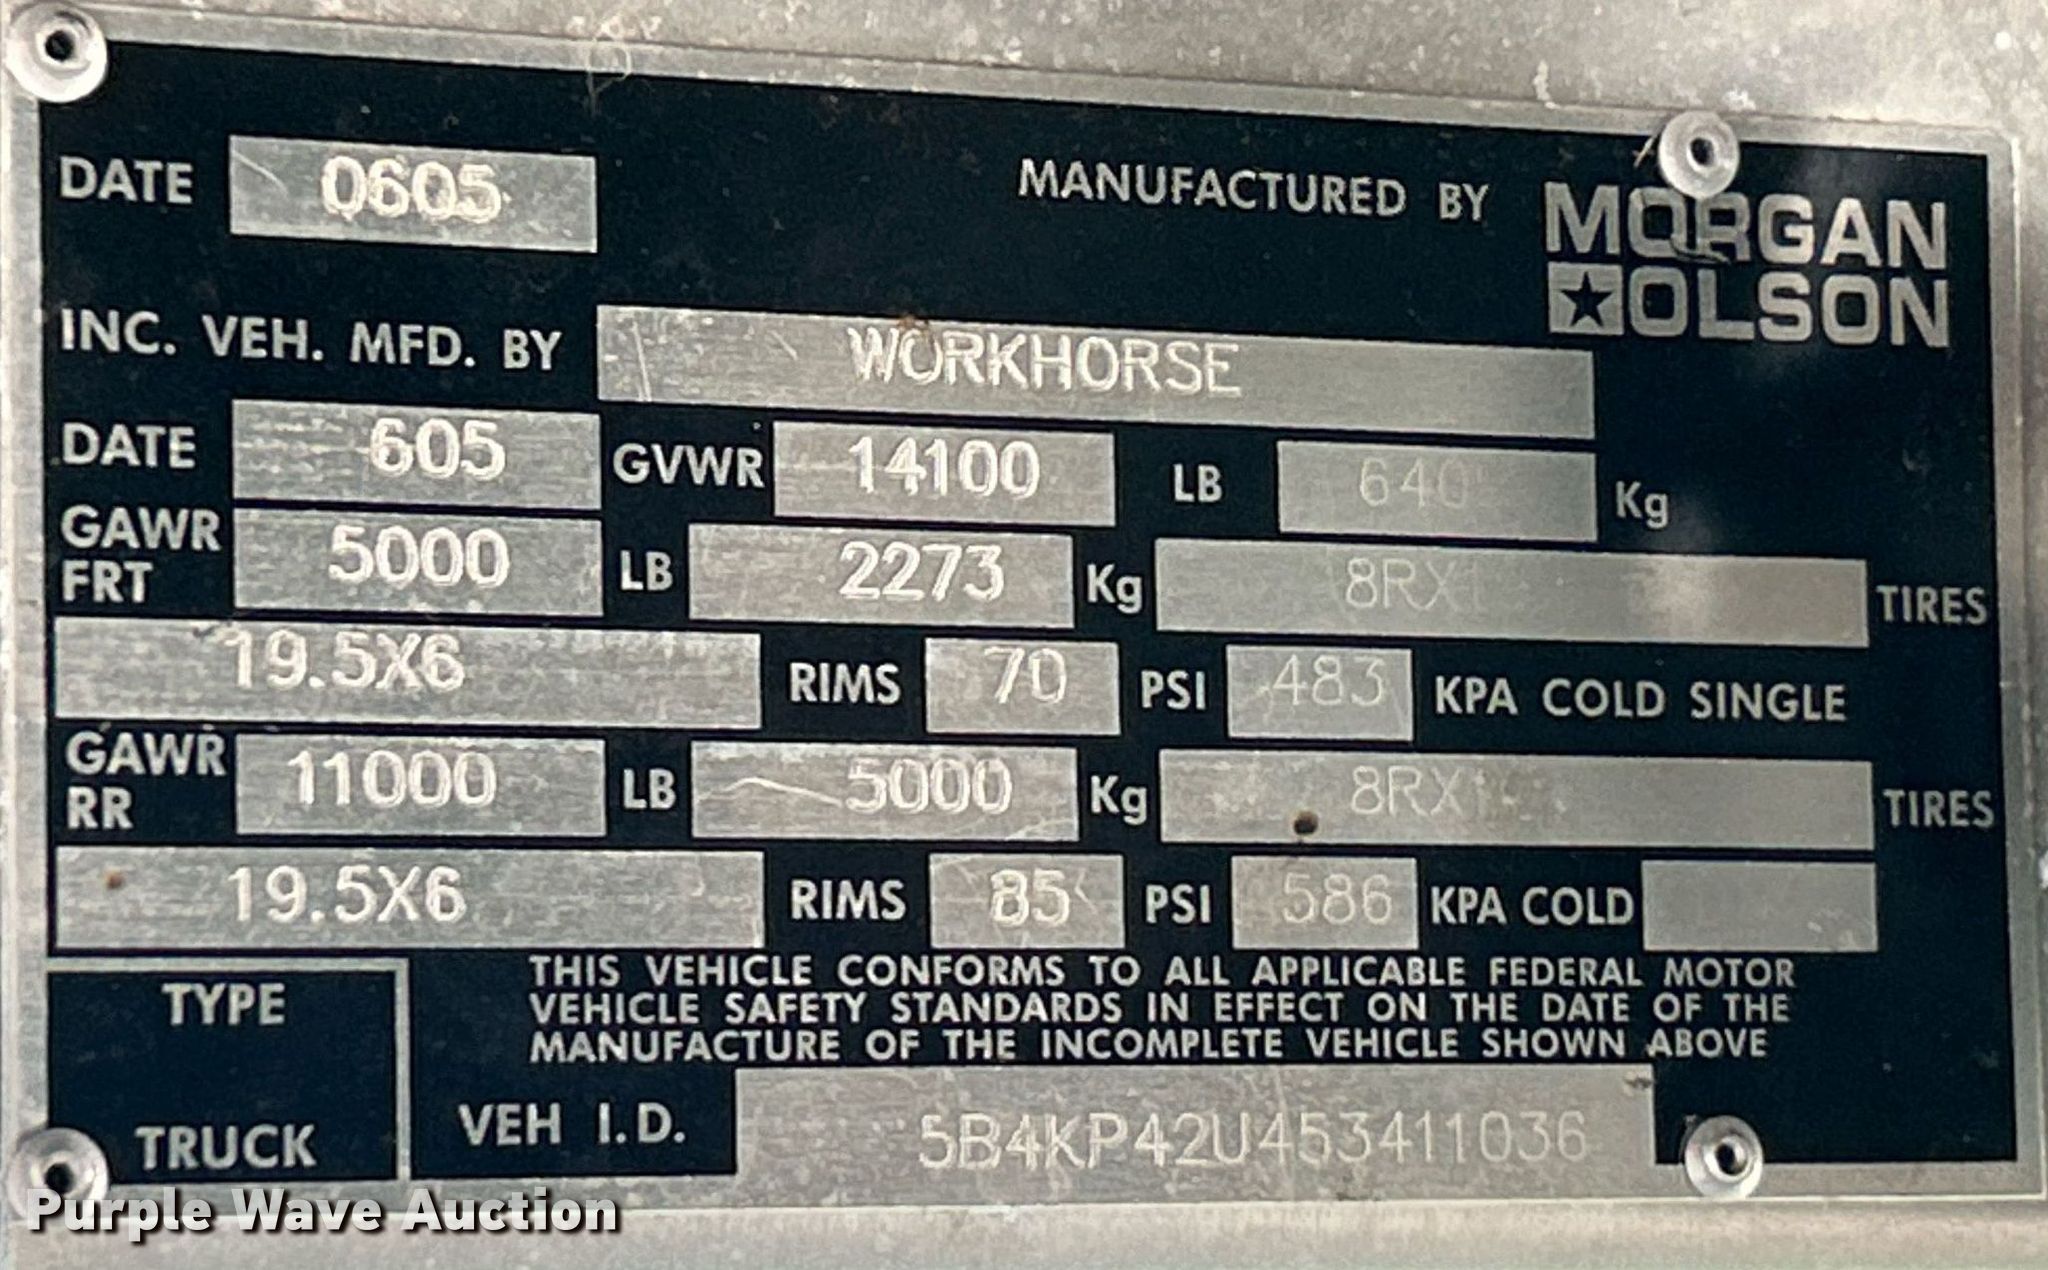 DATE 0605 MANUFACTURED BY MORGAN
OLSON
INC. VEH. MFD. BY WORKHORSE
DATE 605 GVWR 14100 LB 640 Kg
GAWR FRT 5000 LB 2273 Kg 8RX1 TIRES
19.5X6 RIMS 70 PSI 483 KPA COLD SINGLE
GAWR RR 11000 LB 5000 Kg 8RX1 TIRES
19.5X6 RIMS 85 PSI 586 KPA COLD
THIS VEHICLE CONFORMS TO ALL APPLICABLE FEDERAL MOTOR
VEHICLE SAFETY STANDARDS IN EFFECT ON THE DATE OF THE
MANUFACTURE OF THE INCOMPLETE VEHICLE SHOWN ABOVE
TYPE
TRUCK
VEH I.D. 5B4KP42U453411036
Purple Wave Auction